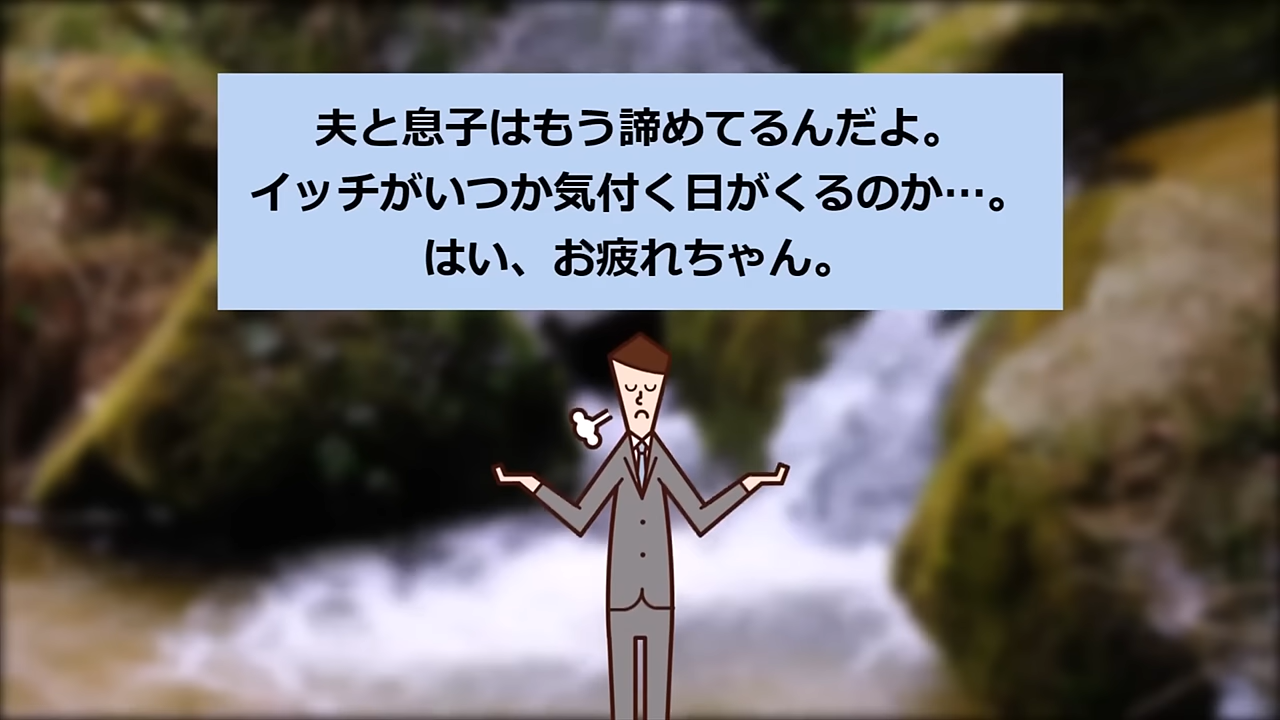 夫と息子はもう諦めてるんだよ。
イッチがいつか気付く日がくるのか…。
はい、お疲れちゃん。